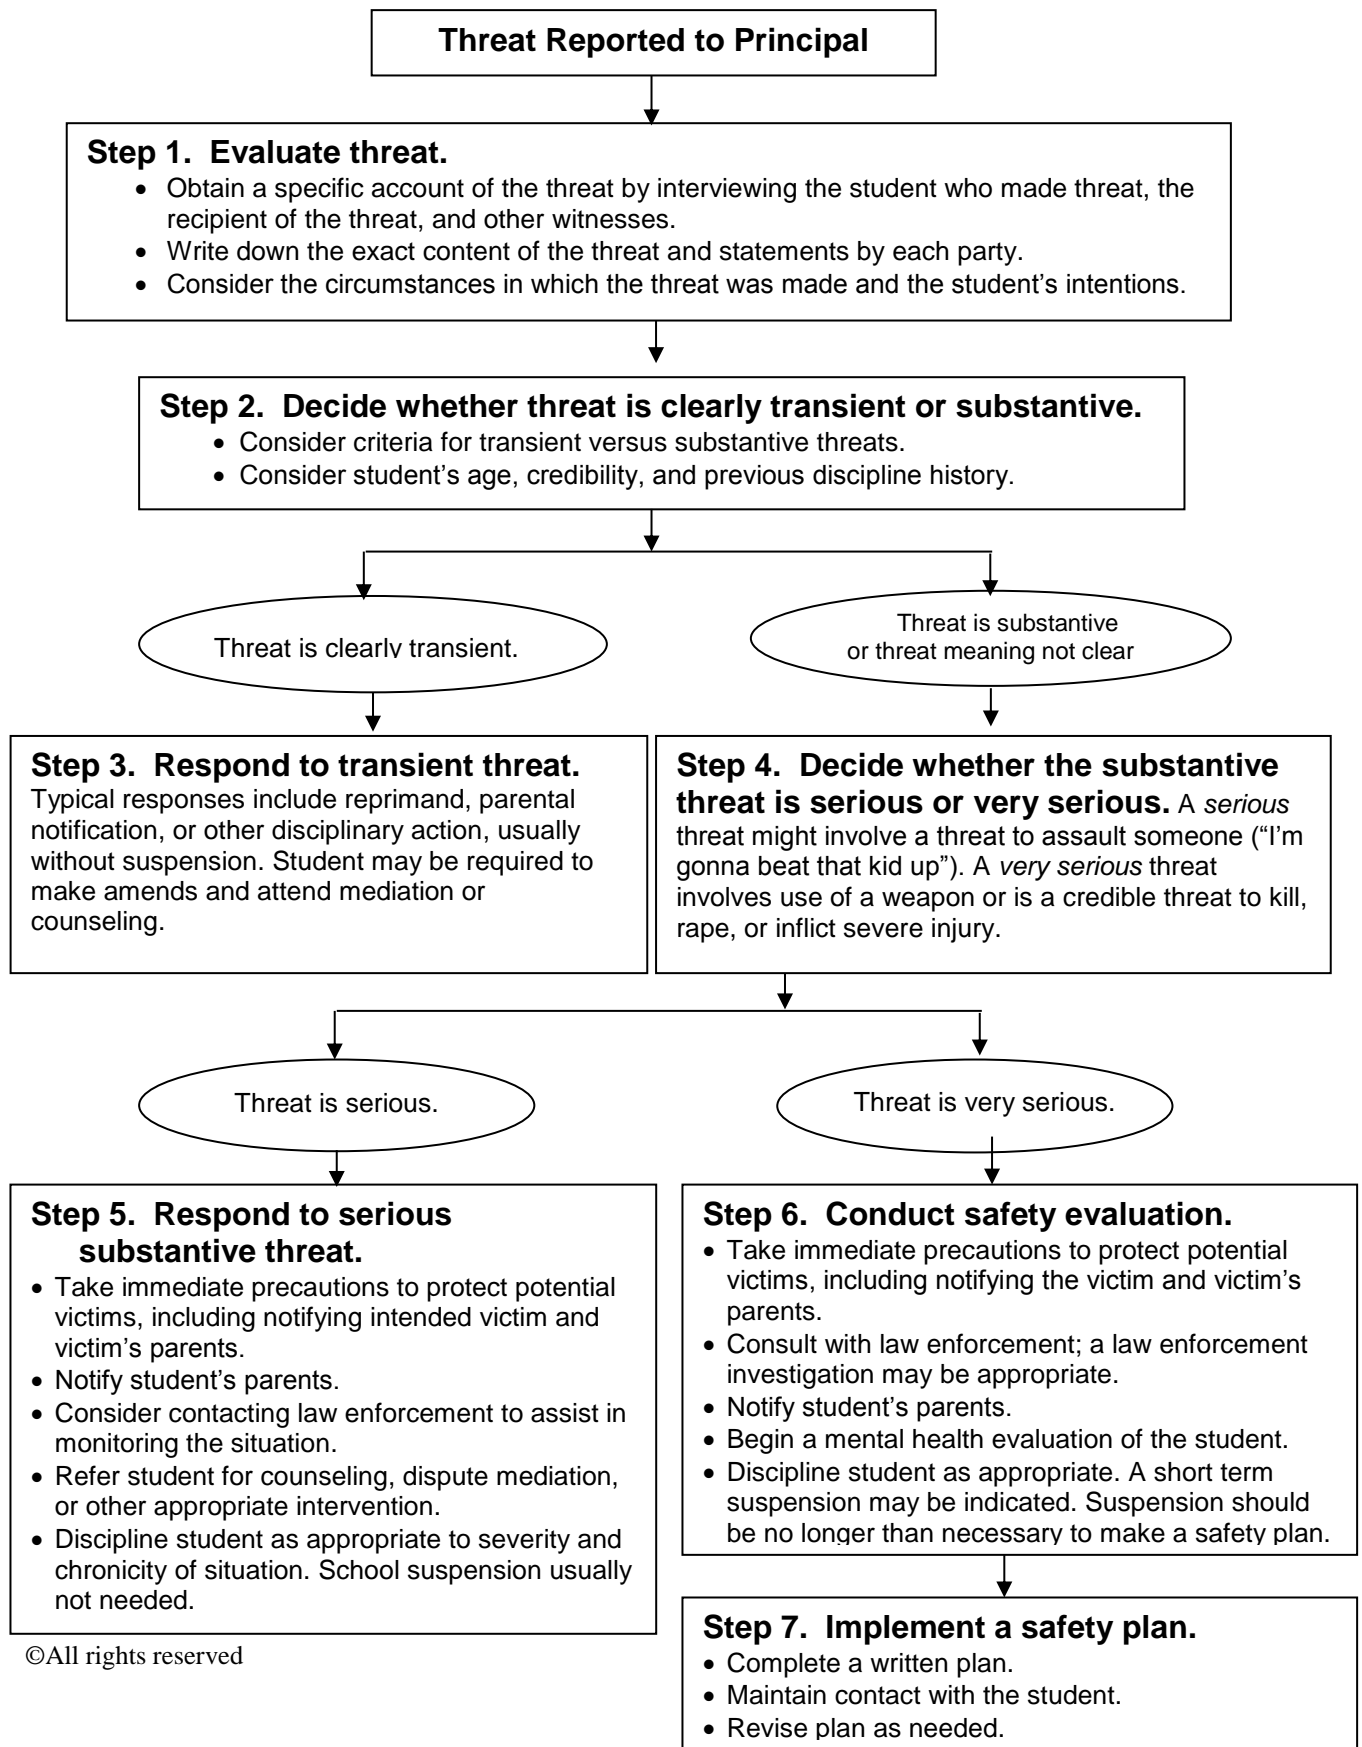 Threat Reported to Principal
Step 1. Evaluate threat.
• Obtain a specific account of the threat by interviewing the student who made threat, the
recipient of the threat, and other witnesses.
• Write down the exact content of the threat and statements by each party.
• Consider the circumstances in which the threat was made and the student’s intentions.
Step 2. Decide whether threat is clearly transient or substantive.
• Consider criteria for transient versus substantive threats.
• Consider student’s age, credibility, and previous discipline history.
Threat is clearly transient.
Threat is substantive
or threat meaning not clear
Step 3. Respond to transient threat.
Typical responses include reprimand, parental
notification, or other disciplinary action, usually
without suspension. Student may be required to
make amends and attend mediation or
counseling.
Step 4. Decide whether the substantive
threat is serious or very serious. A serious
threat might involve a threat to assault someone (“I’m
gonna beat that kid up”). A very serious threat
involves use of a weapon or is a credible threat to kill,
rape, or inflict severe injury.
Threat is serious.
Threat is very serious.
Step 5. Respond to serious
substantive threat.
• Take immediate precautions to protect potential
victims, including notifying intended victim and
victim’s parents.
• Notify student’s parents.
• Consider contacting law enforcement to assist in
monitoring the situation.
• Refer student for counseling, dispute mediation,
or other appropriate intervention.
• Discipline student as appropriate to severity and
chronicity of situation. School suspension usually
not needed.
Step 6. Conduct safety evaluation.
• Take immediate precautions to protect potential
victims, including notifying the victim and victim’s
parents.
• Consult with law enforcement; a law enforcement
investigation may be appropriate.
• Notify student’s parents.
• Begin a mental health evaluation of the student.
• Discipline student as appropriate. A short term
suspension may be indicated. Suspension should
be no longer than necessary to make a safety plan.
Step 7. Implement a safety plan.
• Complete a written plan.
• Maintain contact with the student.
• Revise plan as needed.
©All rights reserved